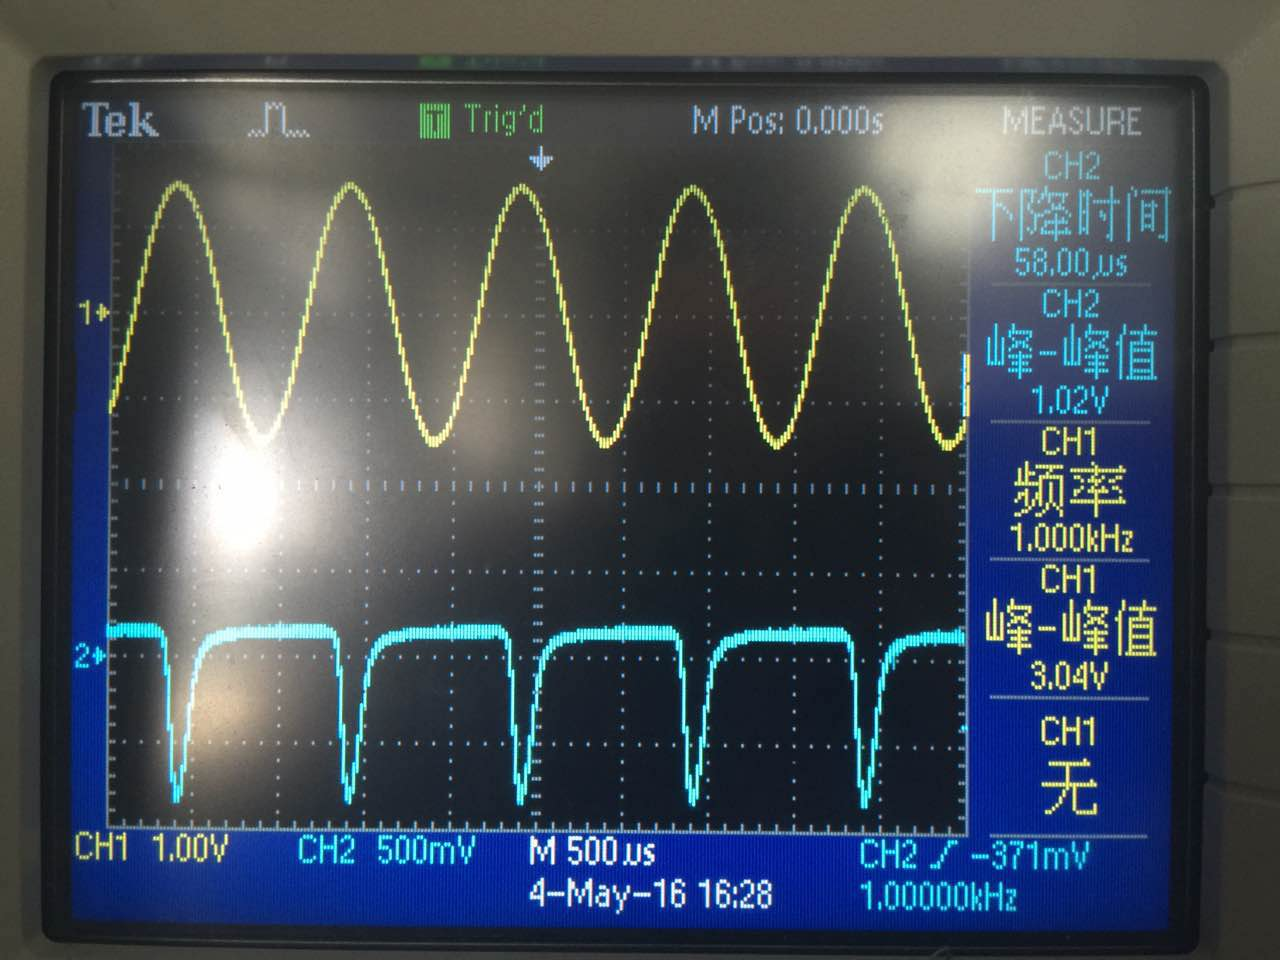 Tek T Trig'd M Pos: 0.000s MEASURE
CH2
下降时间
58.00µs
CH2
峰-峰值
1.02V
CH1
频率
1.000kHz
CH1
峰-峰值
3.04V
CH1
无
1
2
CH1 1.00V CH2 500mV M 500µs CH2 -371mV
4-May-16 16:28 1.00000kHz